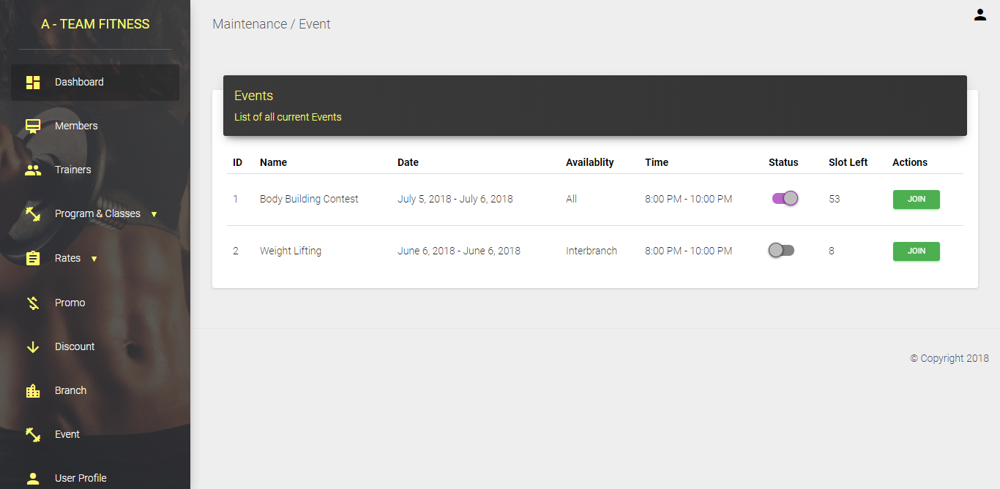 A - TEAM FITNESS
Dashboard
Members
Trainers
Program & Classes
Rates
Promo
Discount
Branch
Event
User Profile
Maintenance / Event
Events
List of all current Events
ID Name Date Availablity Time Status Slot Left Actions
1 Body Building Contest July 5, 2018 - July 6, 2018 All 8:00 PM - 10:00 PM 53 JOIN
2 Weight Lifting June 6, 2018 - June 6, 2018 Interbranch 8:00 PM - 10:00 PM 8 JOIN
© Copyright 2018